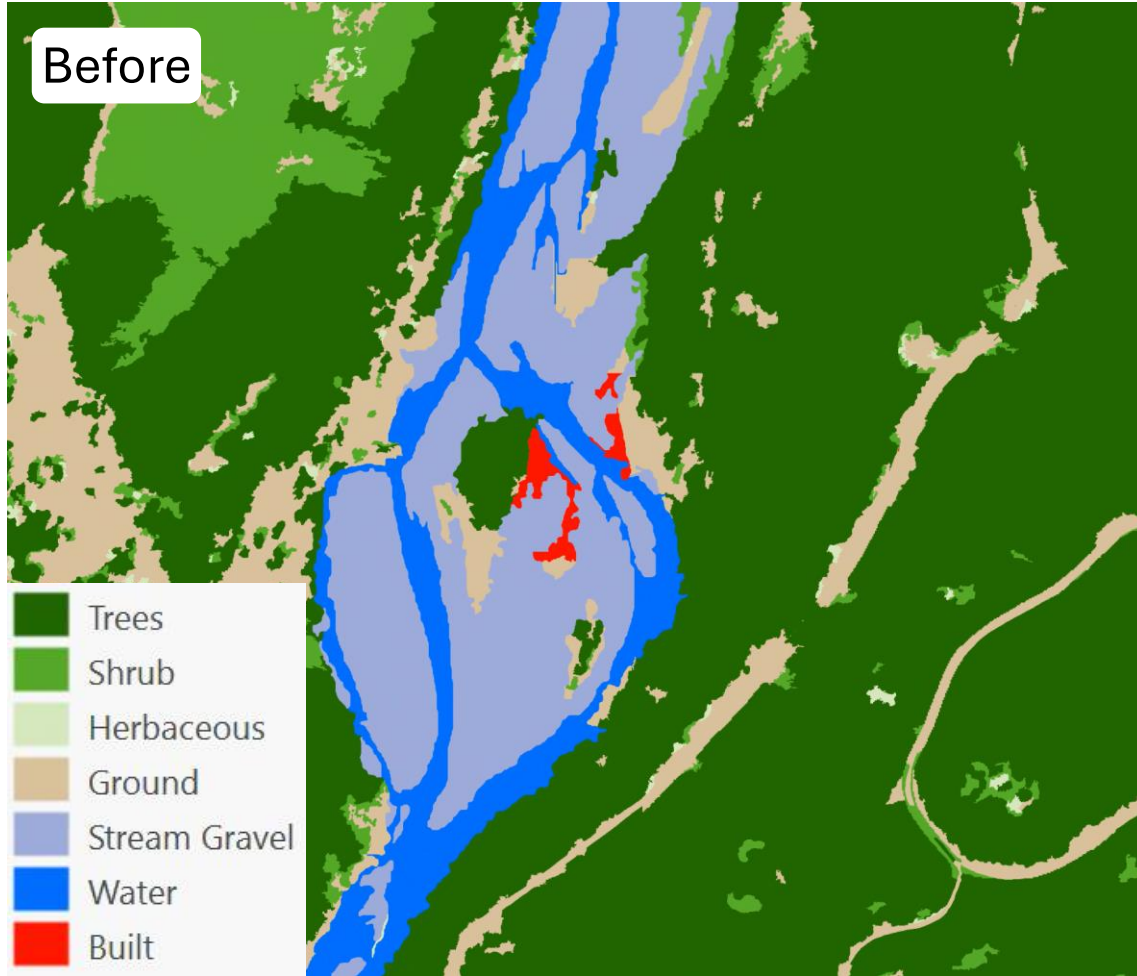 Before
Trees
Shrub
Herbaceous
Ground
Stream Gravel
Water
Built